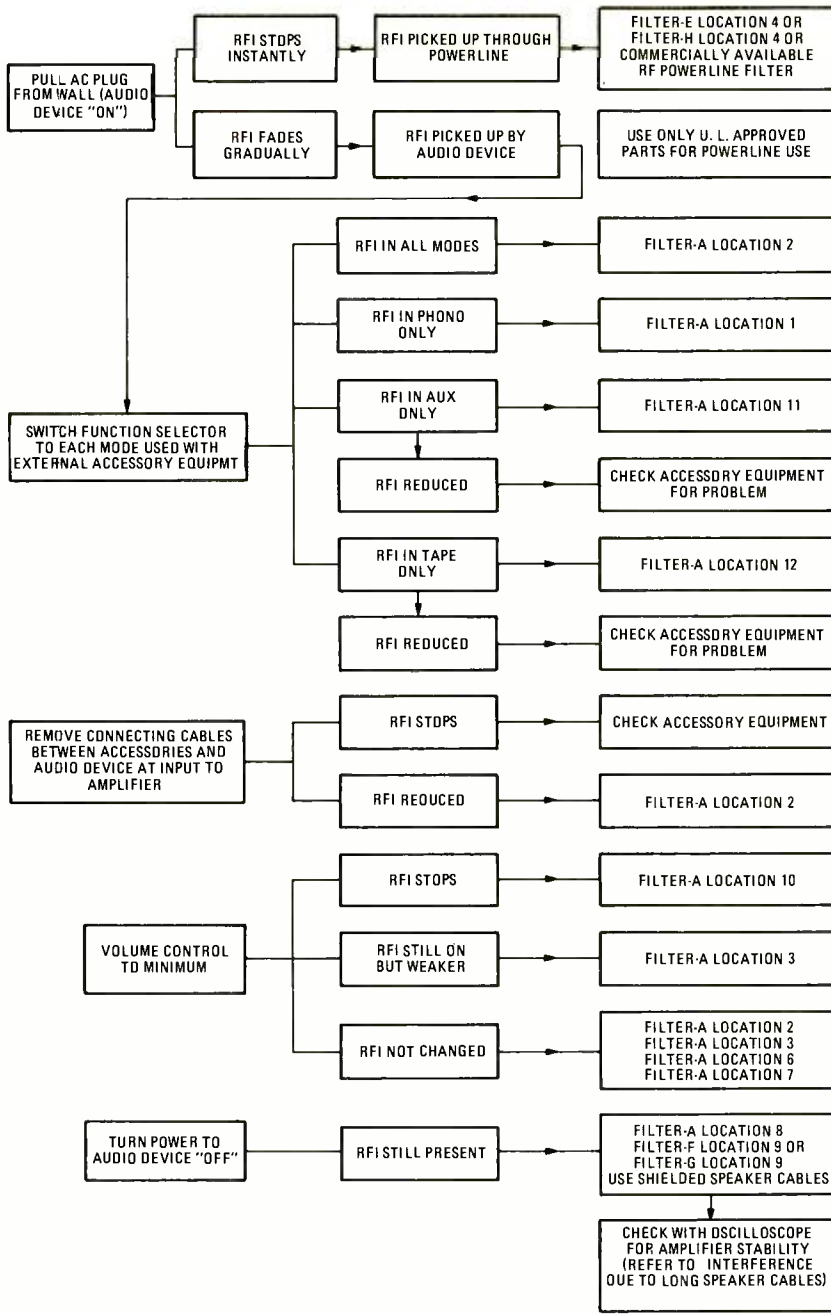 RFI STOPS
INSTANTLY
RFI PICKED UP THROUGH
POWERLINE
FILTER-E LOCATION 4 OR
FILTER-H LOCATION 4 OR
COMMERCIALLY AVAILABLE
RF POWERLINE FILTER
PULL AC PLUG
FROM WALL (AUDIO
DEVICE "ON")
RFI FADES
GRADUALLY
RFI PICKED UP BY
AUDIO DEVICE
USE ONLY U. L. APPROVED
PARTS FOR POWERLINE USE
RFI IN ALL MODES
FILTER-A LOCATION 2
RFI IN PHONO
ONLY
FILTER-A LOCATION 1
RFI IN AUX
DNLY
FILTER-A LOCATION 11
SWITCH FUNCTION SELECTOR
TO EACH MODE USED WITH
EXTERNAL ACCESSORY EQUIPMT
RFI REDUCED
CHECK ACCESSDRY EQUIPMENT
FOR PROBLEM
RFI IN TAPE
DNLY
FILTER-A LOCATION 12
RFI REDUCED
CHECK ACCESSDRY EQUIPMENT
FOR PRDBLEM
REMOVE CONNECTING CABLES
BETWEEN ACCESSDRIES AND
AUDIO DEVICE AT INPUT TO
AMPLIFIER
RFI STDPS
CHECK ACCESSORY EQUIPMENT
RFI REOUCED
FILTER-A LOCATION 2
VOLUME CONTROL
TO MINIMUM
RFI STOPS
FILTER-A LOCATION 10
RFI STILL ON
BUT WEAKER
FILTER-A LOCATION 3
RFI NOT CHANGED
FILTER-A LOCATION 2
FILTER-A LOCATION 3
FILTER-A LOCATION 6
FILTER-A LOCATION 7
TURN POWER TO
AUDIO DEVICE "OFF"
RFI STILL PRESENT
FILTER-A LOCATION 8
FILTER-F LOCATION 9 OR
FILTER-G LOCATION 9
USE SHIELDED SPEAKER CABLES
CHECK WITH DSCILLOSCOPE
FOR AMPLIFIER STABILITY
(REFER TO INTERFERENCE
DUE TO LONG SPEAKER CABLES)